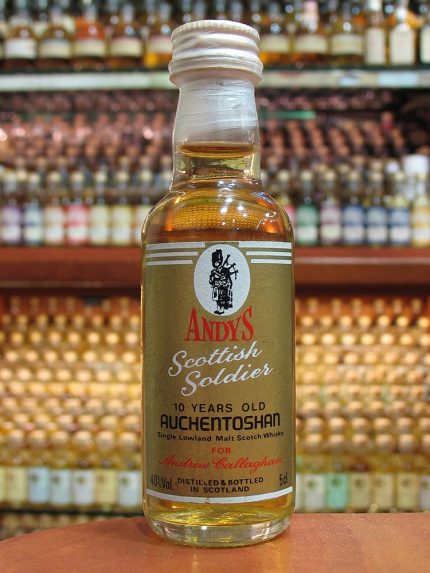 ANDY'S
Scottish
Soldier
10 YEARS OLD
AUCHENTOSHAN
Single Lowland Malt Scotch Whisky
FOR
Andrew Callaghan
40%Vol. DISTILLED & BOTTLED 5cl
IN SCOTLAND